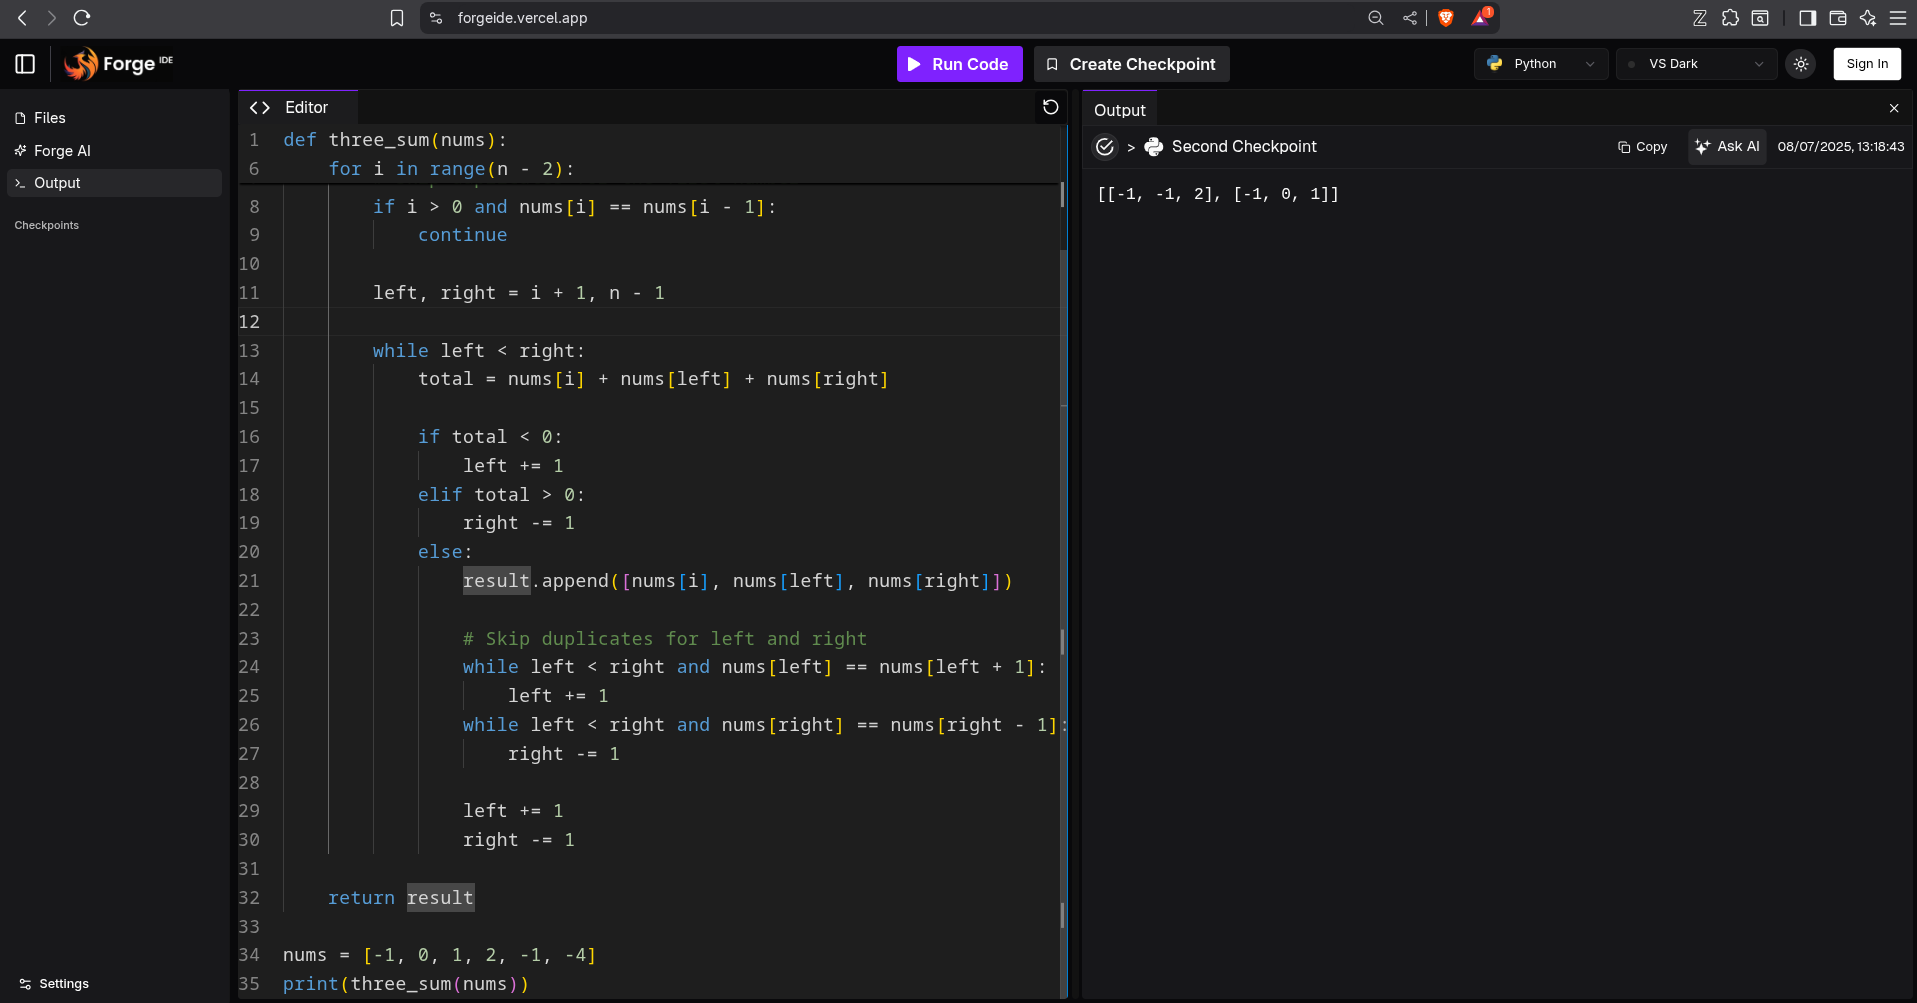 forgeide.vercel.app
1
Forge IDE
Run Code
Create Checkpoint
Python
VS Dark
Sign In
Files
Forge AI
Output
Checkpoints
Settings
Editor
1 def three_sum(nums):
6     for i in range(n - 2):
8         if i > 0 and nums[i] == nums[i - 1]:
9             continue
10
11         left, right = i + 1, n - 1
12
13         while left < right:
14             total = nums[i] + nums[left] + nums[right]
15
16             if total < 0:
17                 left += 1
18             elif total > 0:
19                 right -= 1
20             else:
21                 result.append([nums[i], nums[left], nums[right]])
22
23                 # Skip duplicates for left and right
24                 while left < right and nums[left] == nums[left + 1]:
25                     left += 1
26                 while left < right and nums[right] == nums[right - 1]:
27                     right -= 1
28
29                 left += 1
30                 right -= 1
31
32     return result
33
34 nums = [-1, 0, 1, 2, -1, -4]
35 print(three_sum(nums))
Output
> Second Checkpoint
Copy
Ask AI
08/07/2025, 13:18:43
[[-1, -1, 2], [-1, 0, 1]]